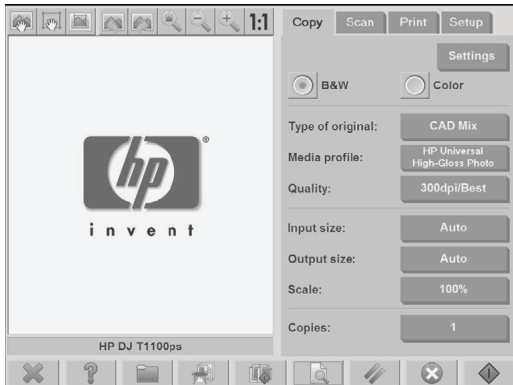 1:1
Copy
Scan
Print
Setup
Settings
B&W
Color
Type of original:
CAD Mix
Media profile:
HP Universal
High-Gloss Photo
Quality:
300dpi/Best
Input size:
Auto
Output size:
Auto
Scale:
100%
Copies:
1
hp
®
invent
HP DJ T1100ps